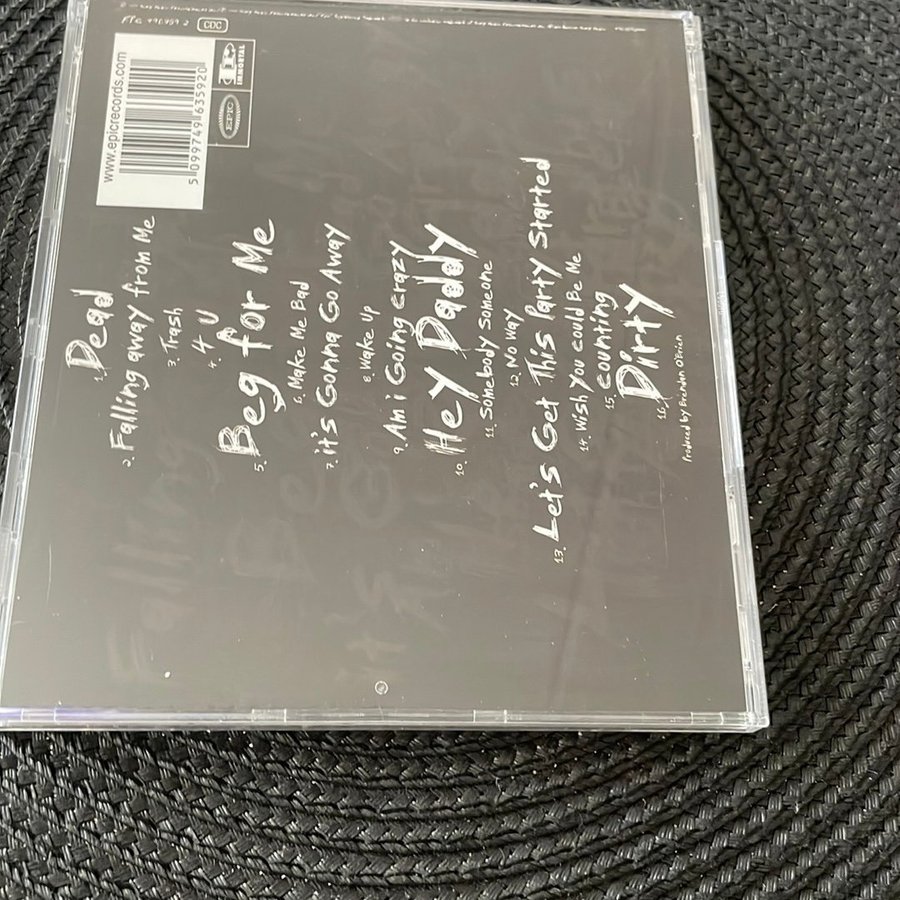 1. Dead
2. Falling away from Me
3. Trash
4. 4 U
5. Beg for Me
6. Make Me Bad
7. it's Gonna Go Away
8. Wake Up
9. Am i Going Crazy
10. Hey Daddy
11. Somebody Someone
12. No Way
13. Let's Get This Party Started
14. Wish You could Be Me
15. counting
16. Dirty
Produced by Brendan O'Brien
www.epicrecords.com
5 099749 635920
EPIC
IMMORTAL
CDC